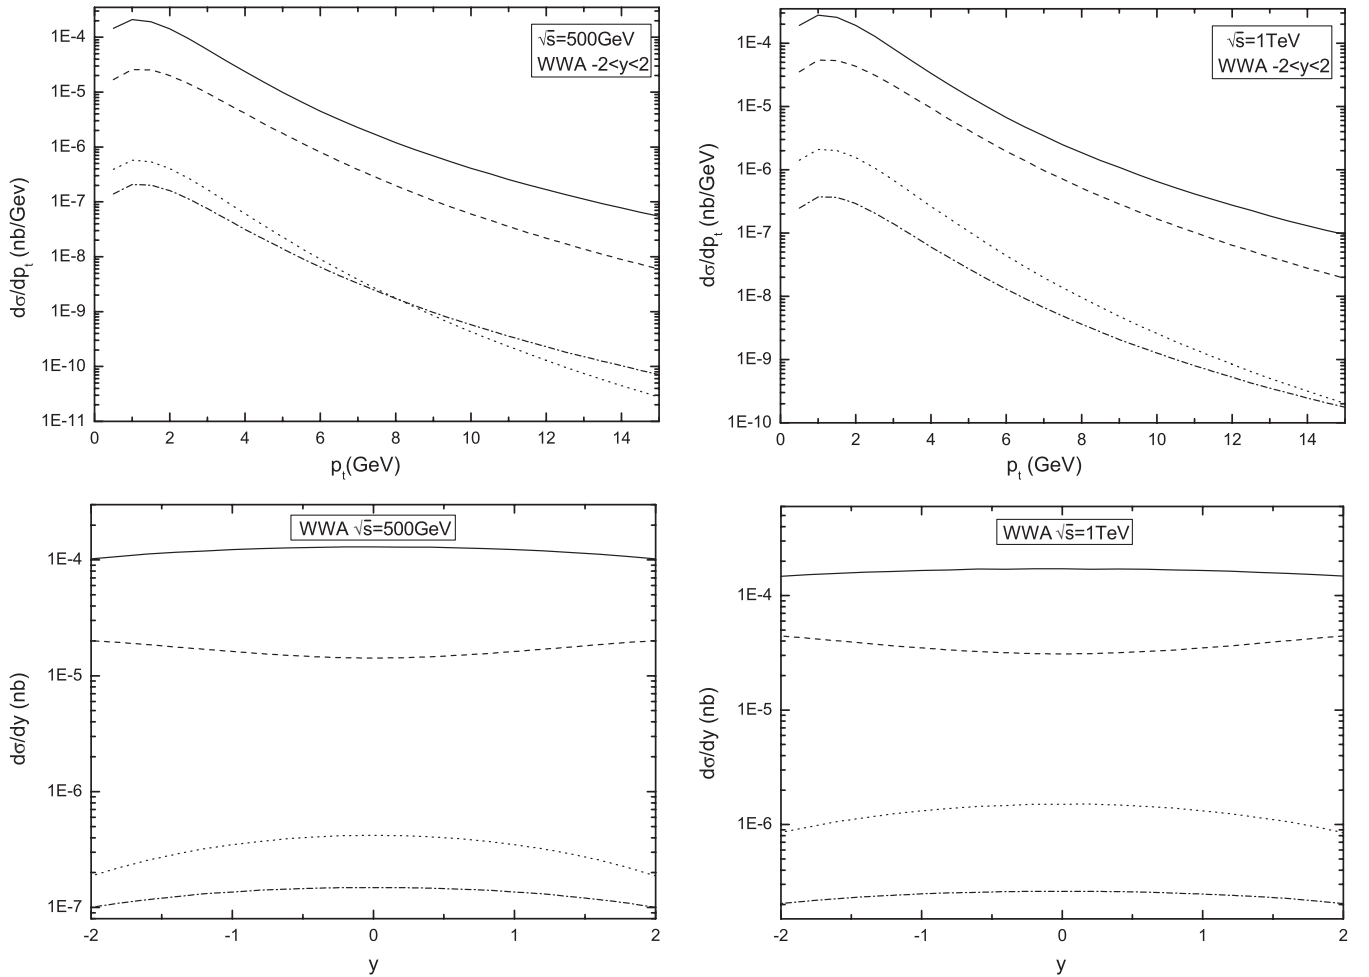 1E-4
1E-5
1E-6
1E-7
1E-8
1E-9
1E-10
1E-11
dσ/dpt (nb/Gev)
√s=500GeV
WWA -2<y<2
0 2 4 6 8 10 12 14
pt(GeV)
1E-4
1E-5
1E-6
1E-7
1E-8
1E-9
1E-10
dσ/dpt (nb/GeV)
√s=1TeV
WWA -2<y<2
0 2 4 6 8 10 12 14
pt (GeV)
WWA √s=500GeV
1E-4
1E-5
1E-6
1E-7
dσ/dy (nb)
-2 -1 0 1 2
y
WWA √s=1TeV
1E-4
1E-5
1E-6
dσ/dy (nb)
-2 -1 0 1 2
y